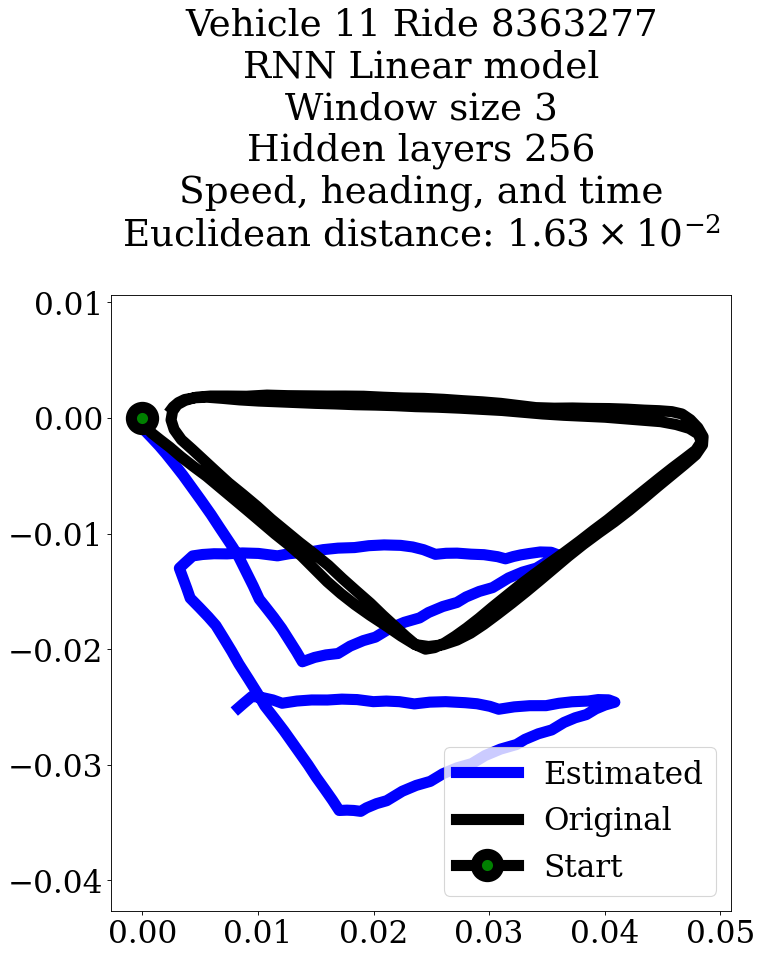 Vehicle 11 Ride 8363277
RNN Linear model
Window size 3
Hidden layers 256
Speed, heading, and time
Euclidean distance: 1.63 × 10⁻²
0.01
0.00
−0.01
−0.02
−0.03
−0.04
Estimated
Original
Start
0.00 0.01 0.02 0.03 0.04 0.05